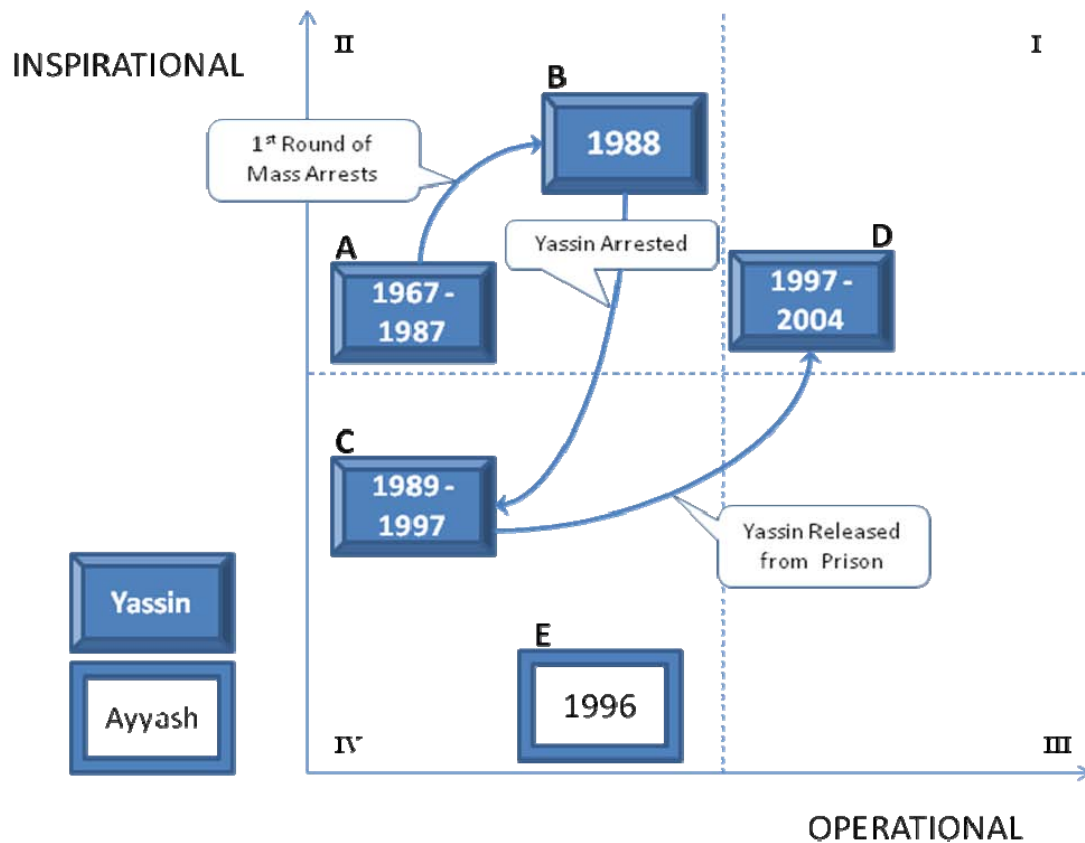 II
I
INSPIRATIONAL
B
1st Round of
Mass Arrests
1988
A
Yassin Arrested
D
1967-
1987
1997-
2004
C
1989-
1997
Yassin Released
from Prison
Yassin
E
Ayyash
1996
IV
III
OPERATIONAL